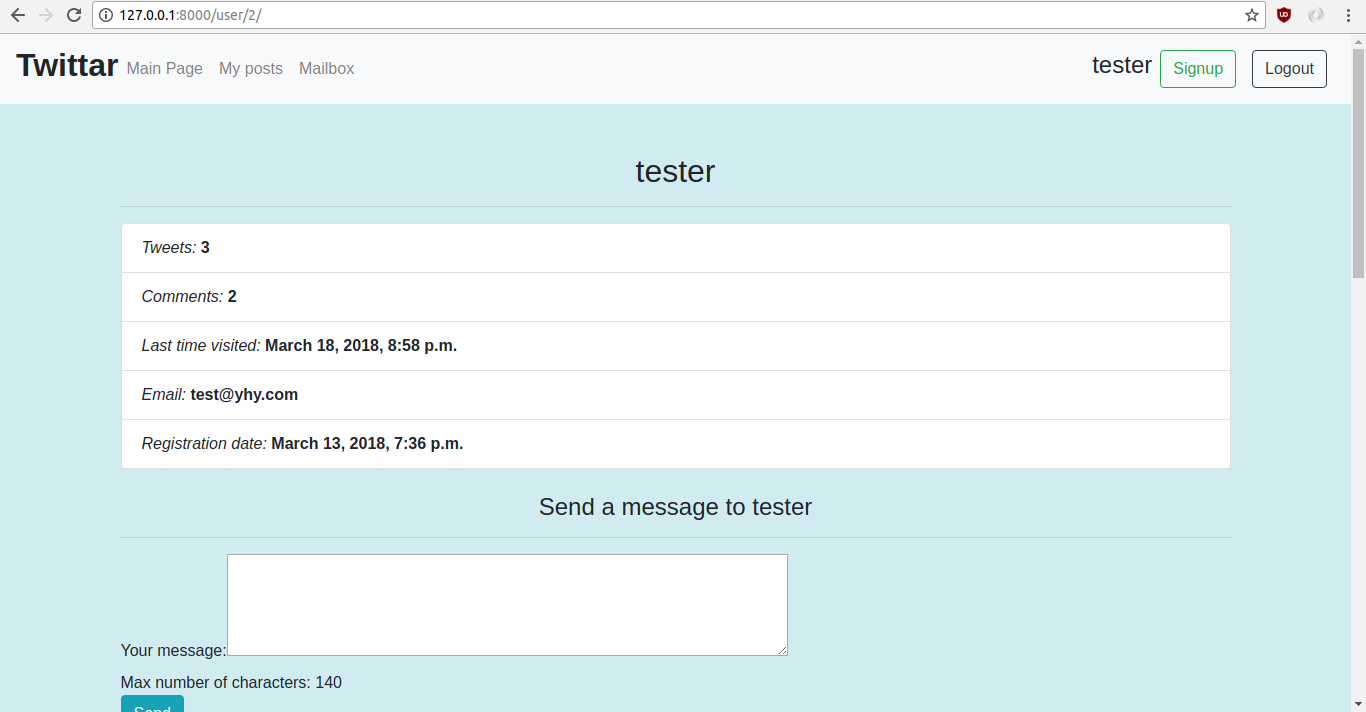 127.0.0.1:8000/user/2/
Twittar Main Page My posts Mailbox tester Signup Logout
tester
Tweets: 3
Comments: 2
Last time visited: March 18, 2018, 8:58 p.m.
Email: test@yhy.com
Registration date: March 13, 2018, 7:36 p.m.
Send a message to tester
Your message:
Max number of characters: 140
Send